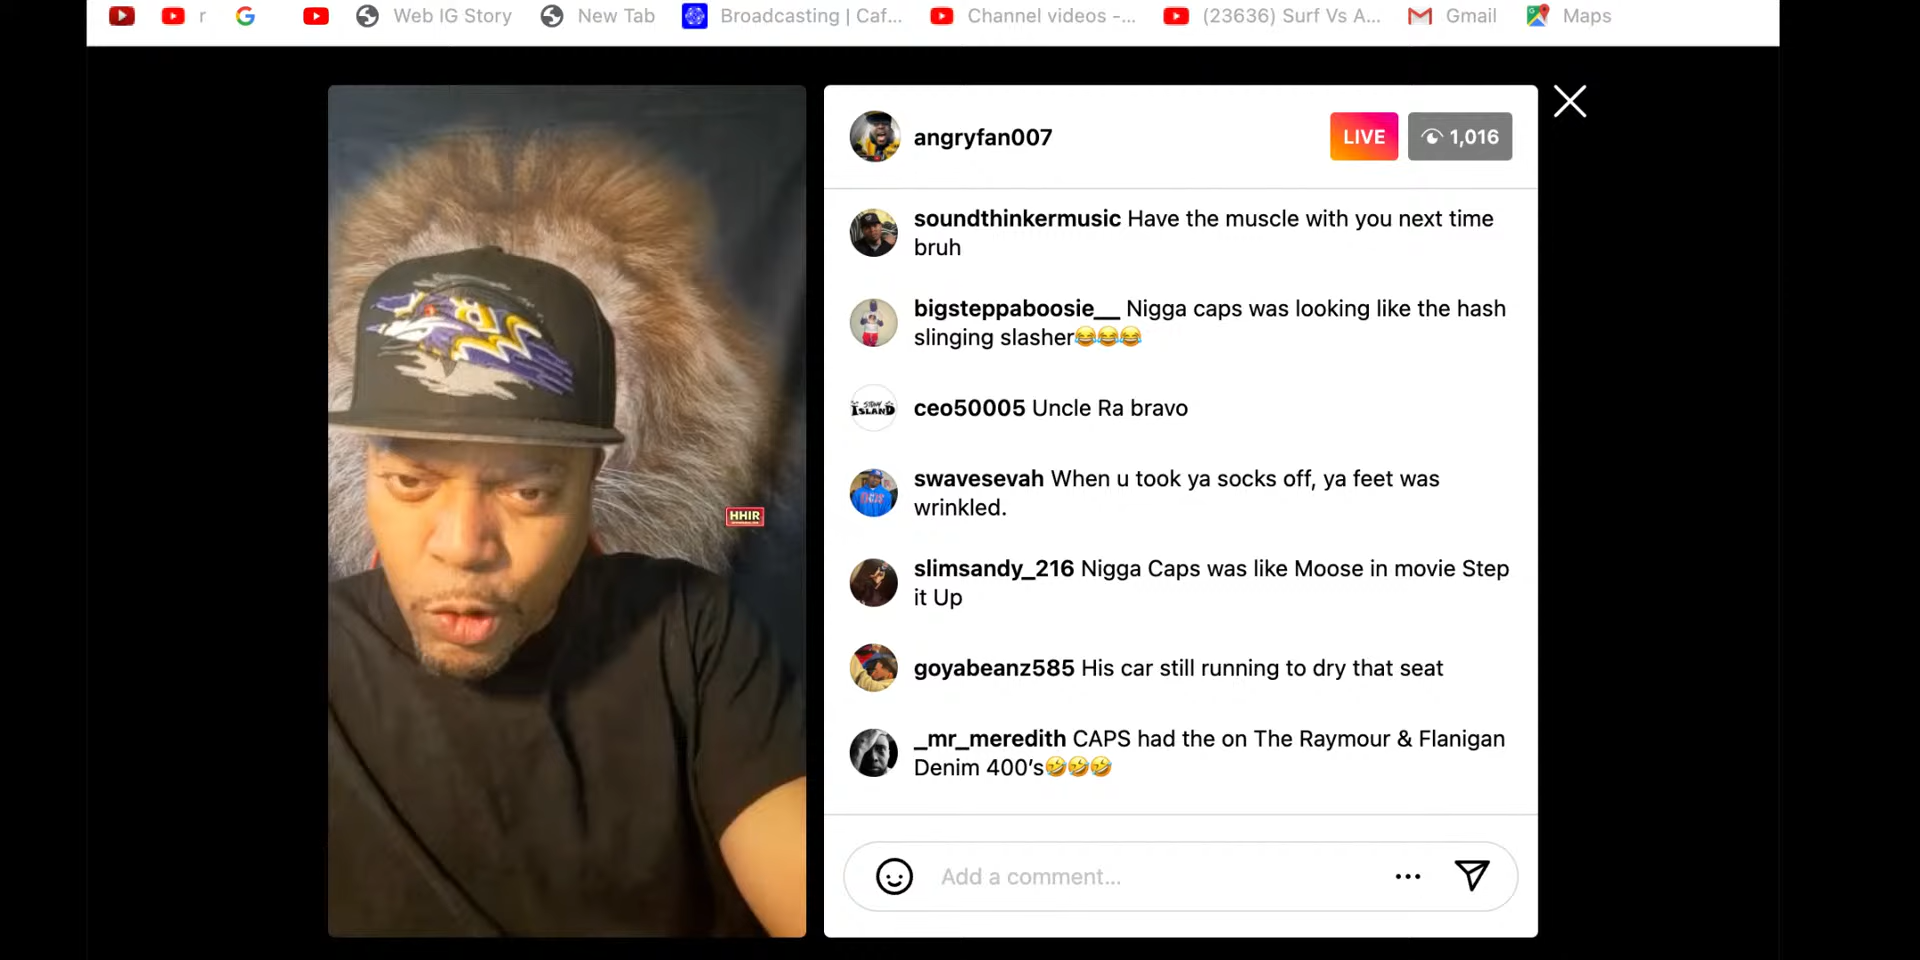 r
Web IG Story
New Tab
Broadcasting | Caf...
Channel videos -...
(23636) Surf Vs A...
Gmail
Maps
angryfan007
LIVE
1,016
soundthinkermusic Have the muscle with you next time
bruh
bigsteppaboosie__ Nigga caps was looking like the hash
slinging slasher😂😂😂
STONY
ISLAND
ceo50005 Uncle Ra bravo
swavesevah When u took ya socks off, ya feet was
wrinkled.
HHIR
slimsandy_216 Nigga Caps was like Moose in movie Step
it Up
goyabeanz585 His car still running to dry that seat
_mr_meredith CAPS had the on The Raymour & Flanigan
Denim 400's🤣🤣🤣
Add a comment...